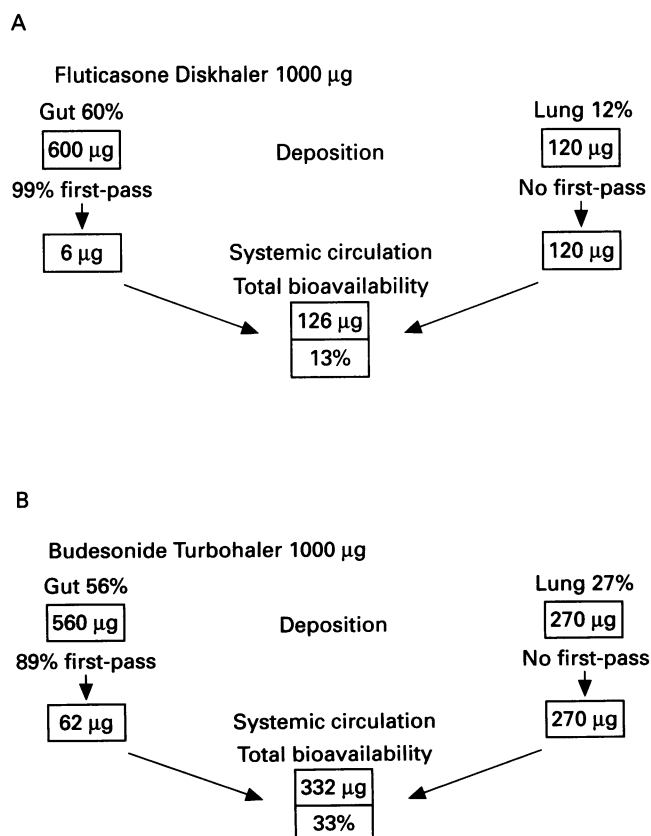 A
Fluticasone Diskhaler 1000 μg
Gut 60%
Lung 12%
600 μg
Deposition
120 μg
99% first-pass
No first-pass
6 μg
Systemic circulation
120 μg
Total bioavailability
126 μg
13%
B
Budesonide Turbohaler 1000 μg
Gut 56%
Lung 27%
560 μg
Deposition
270 μg
89% first-pass
No first-pass
62 μg
Systemic circulation
270 μg
Total bioavailability
332 μg
33%